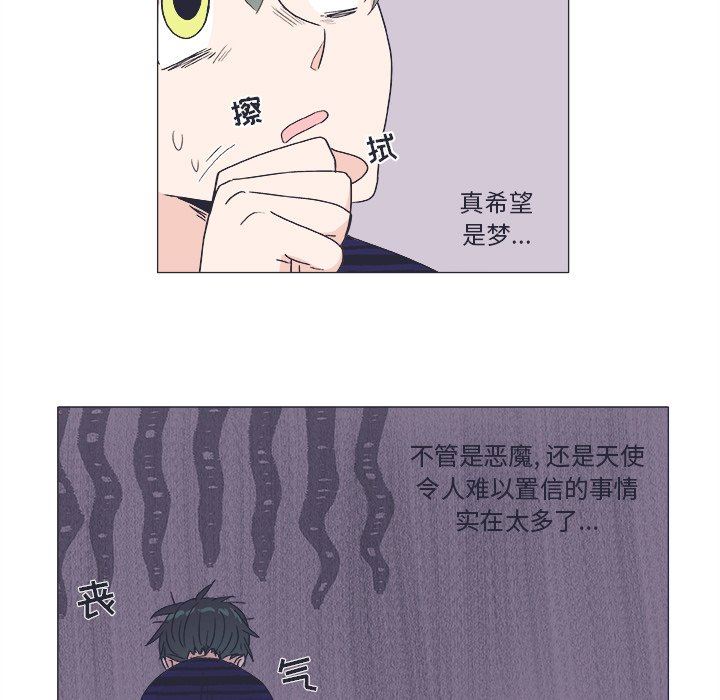 擦
拭
真希望
是梦...
不管是恶魔, 还是天使
令人难以置信的事情
实在太多了...
丧
气